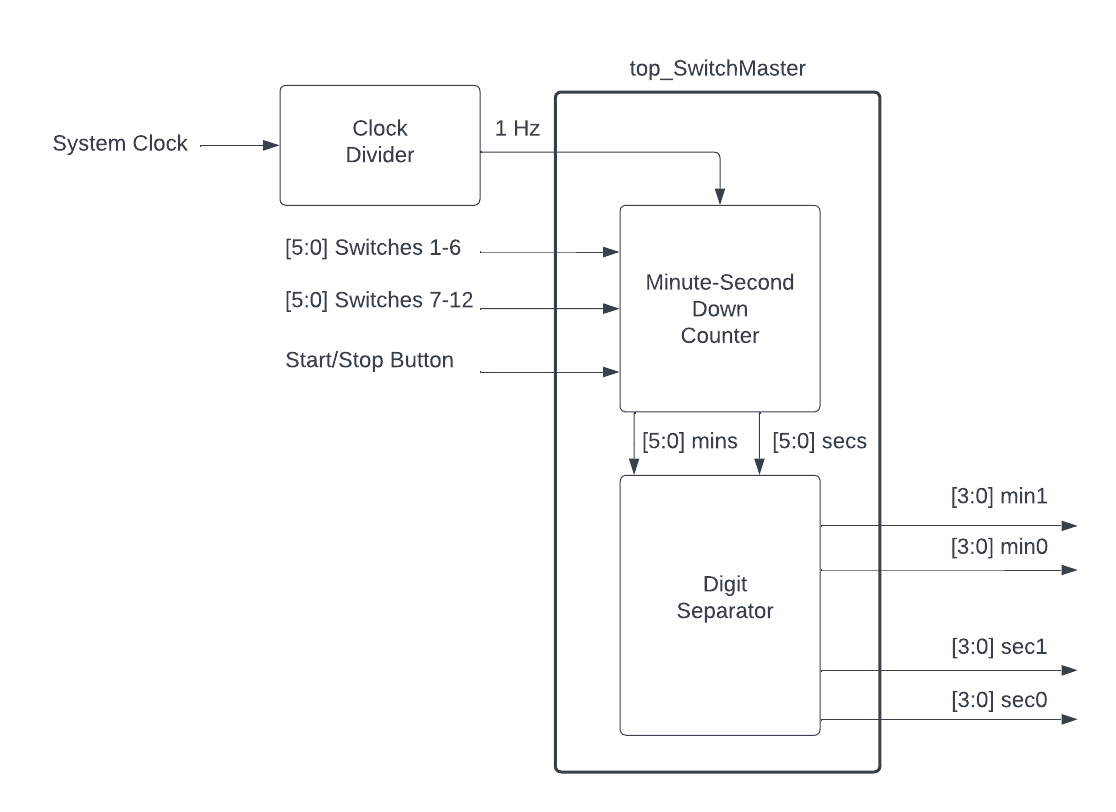 top_SwitchMaster
System Clock
Clock
Divider
1 Hz
[5:0] Switches 1-6
[5:0] Switches 7-12
Start/Stop Button
Minute-Second
Down
Counter
[5:0] mins
[5:0] secs
Digit
Separator
[3:0] min1
[3:0] min0
[3:0] sec1
[3:0] sec0